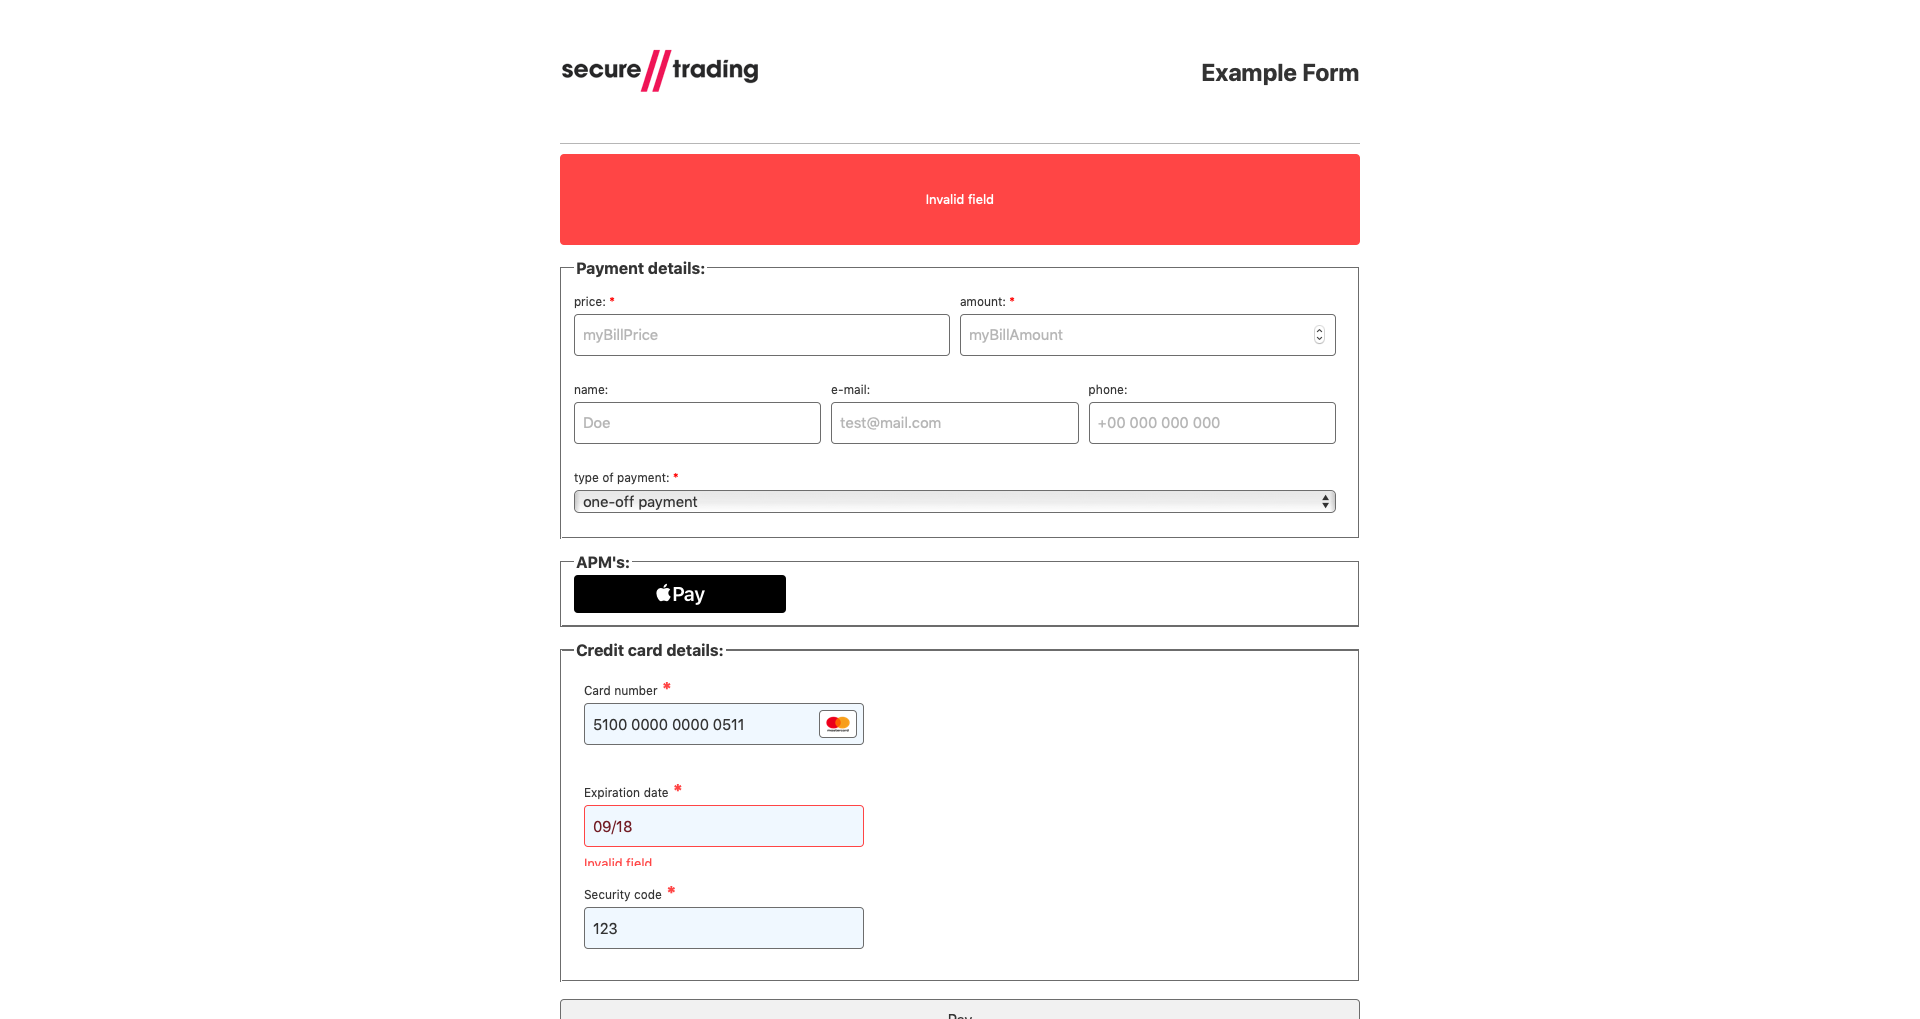 secure//trading
Example Form
Invalid field
Payment details:
price: *
amount: *
myBillPrice
myBillAmount
name:
e-mail:
phone:
Doe
test@mail.com
+00 000 000 000
type of payment: *
one-off payment
APM's:
Pay
Credit card details:
Card number *
5100 0000 0000 0511
mastercard
Expiration date *
09/18
Invalid field
Security code *
123
Pay